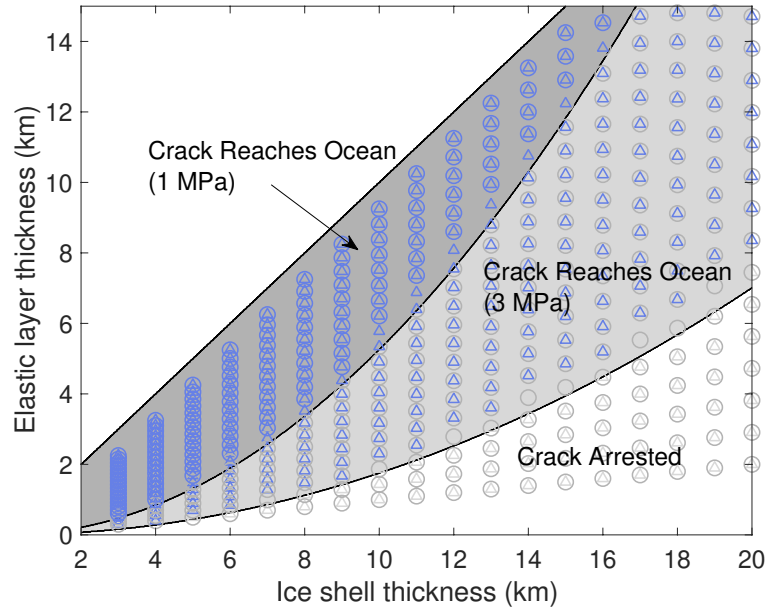 14
12
10
8
6
4
2
0
Elastic layer thickness (km)
Crack Reaches Ocean
(1 MPa)
Crack Reaches Ocean
(3 MPa)
Crack Arrested
2 4 6 8 10 12 14 16 18 20
Ice shell thickness (km)